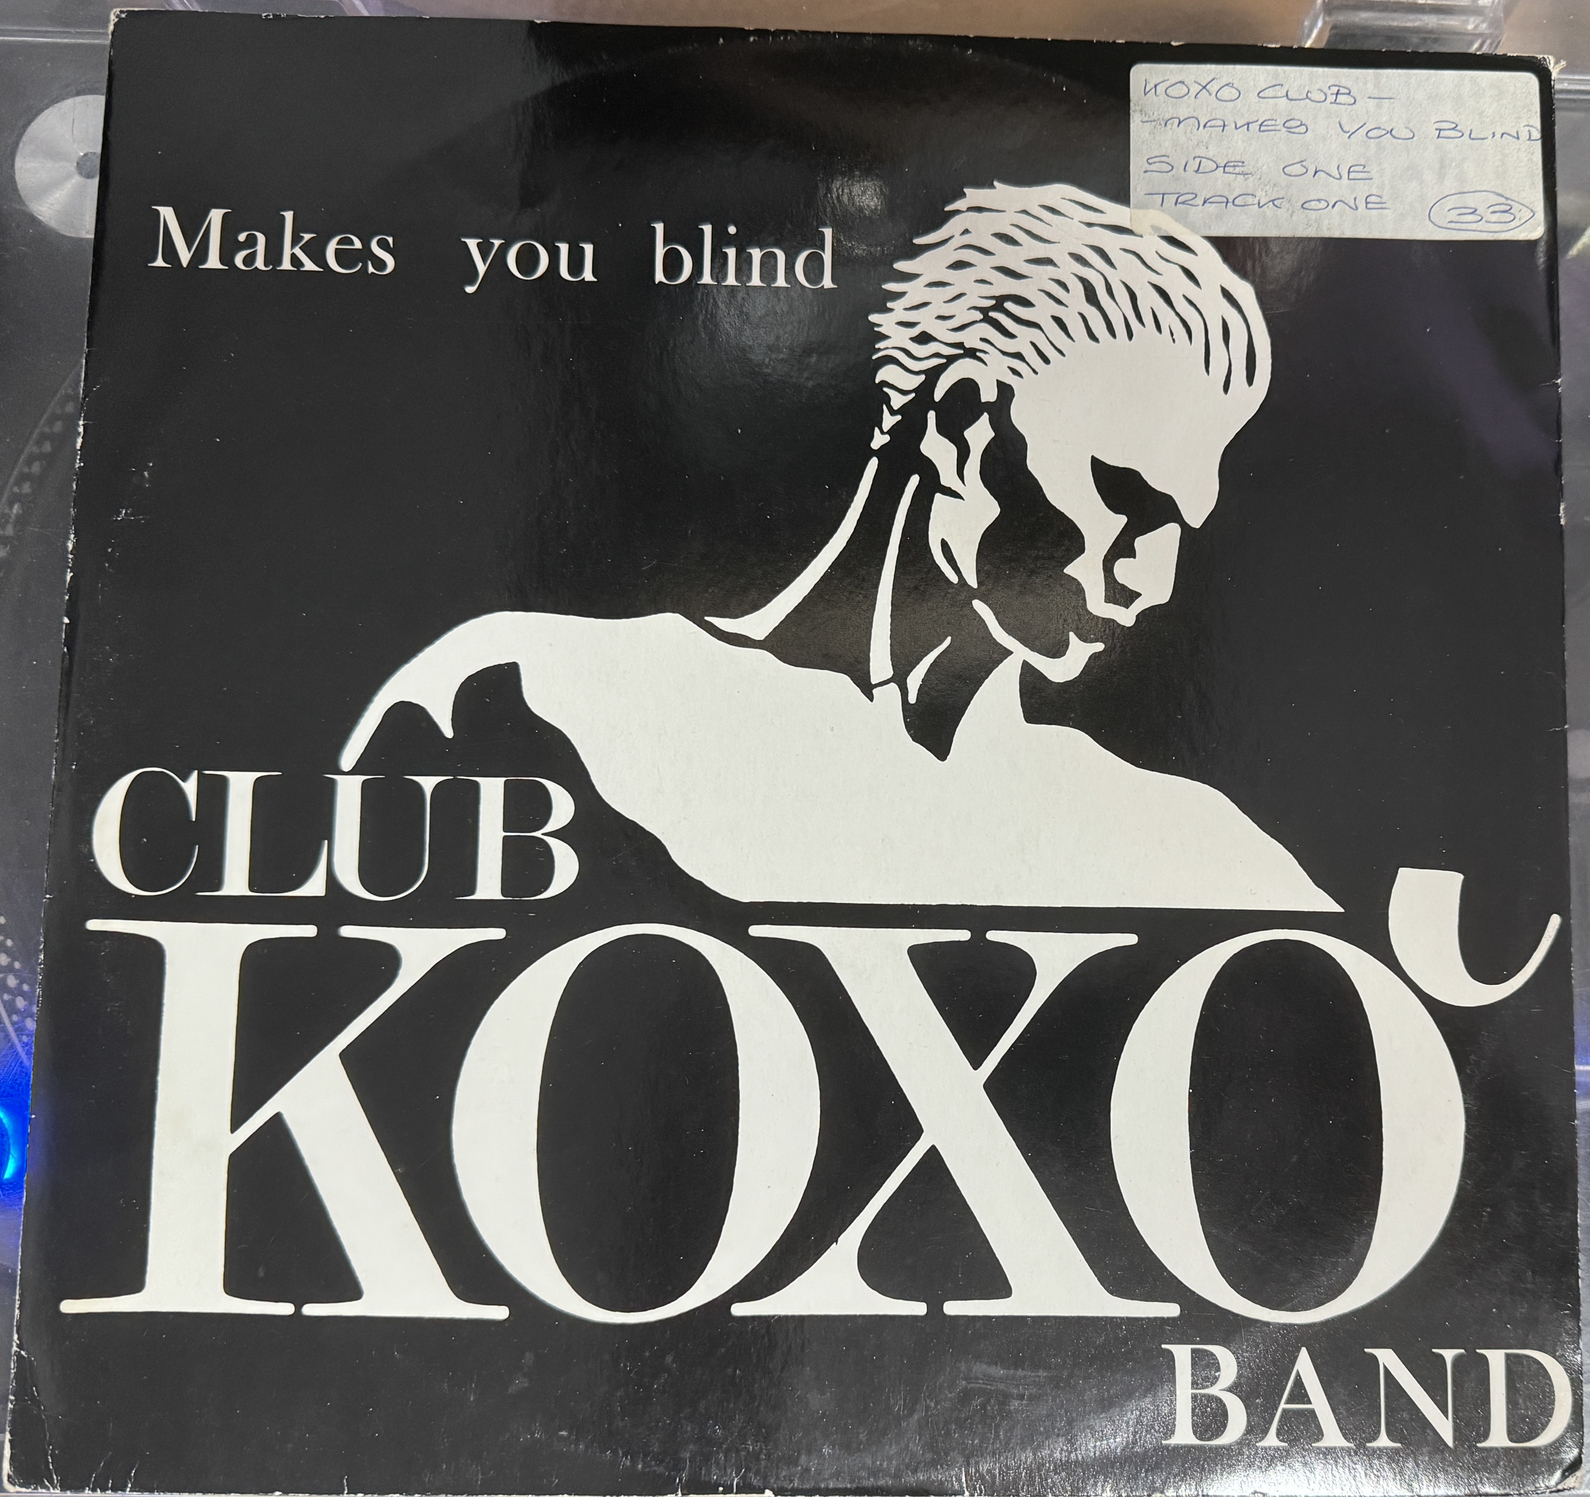 KOXO CLUB -
- MAKES YOU BLIND
SIDE ONE
TRACK ONE 33
Makes you blind
CLUB
KOXO'
BAND